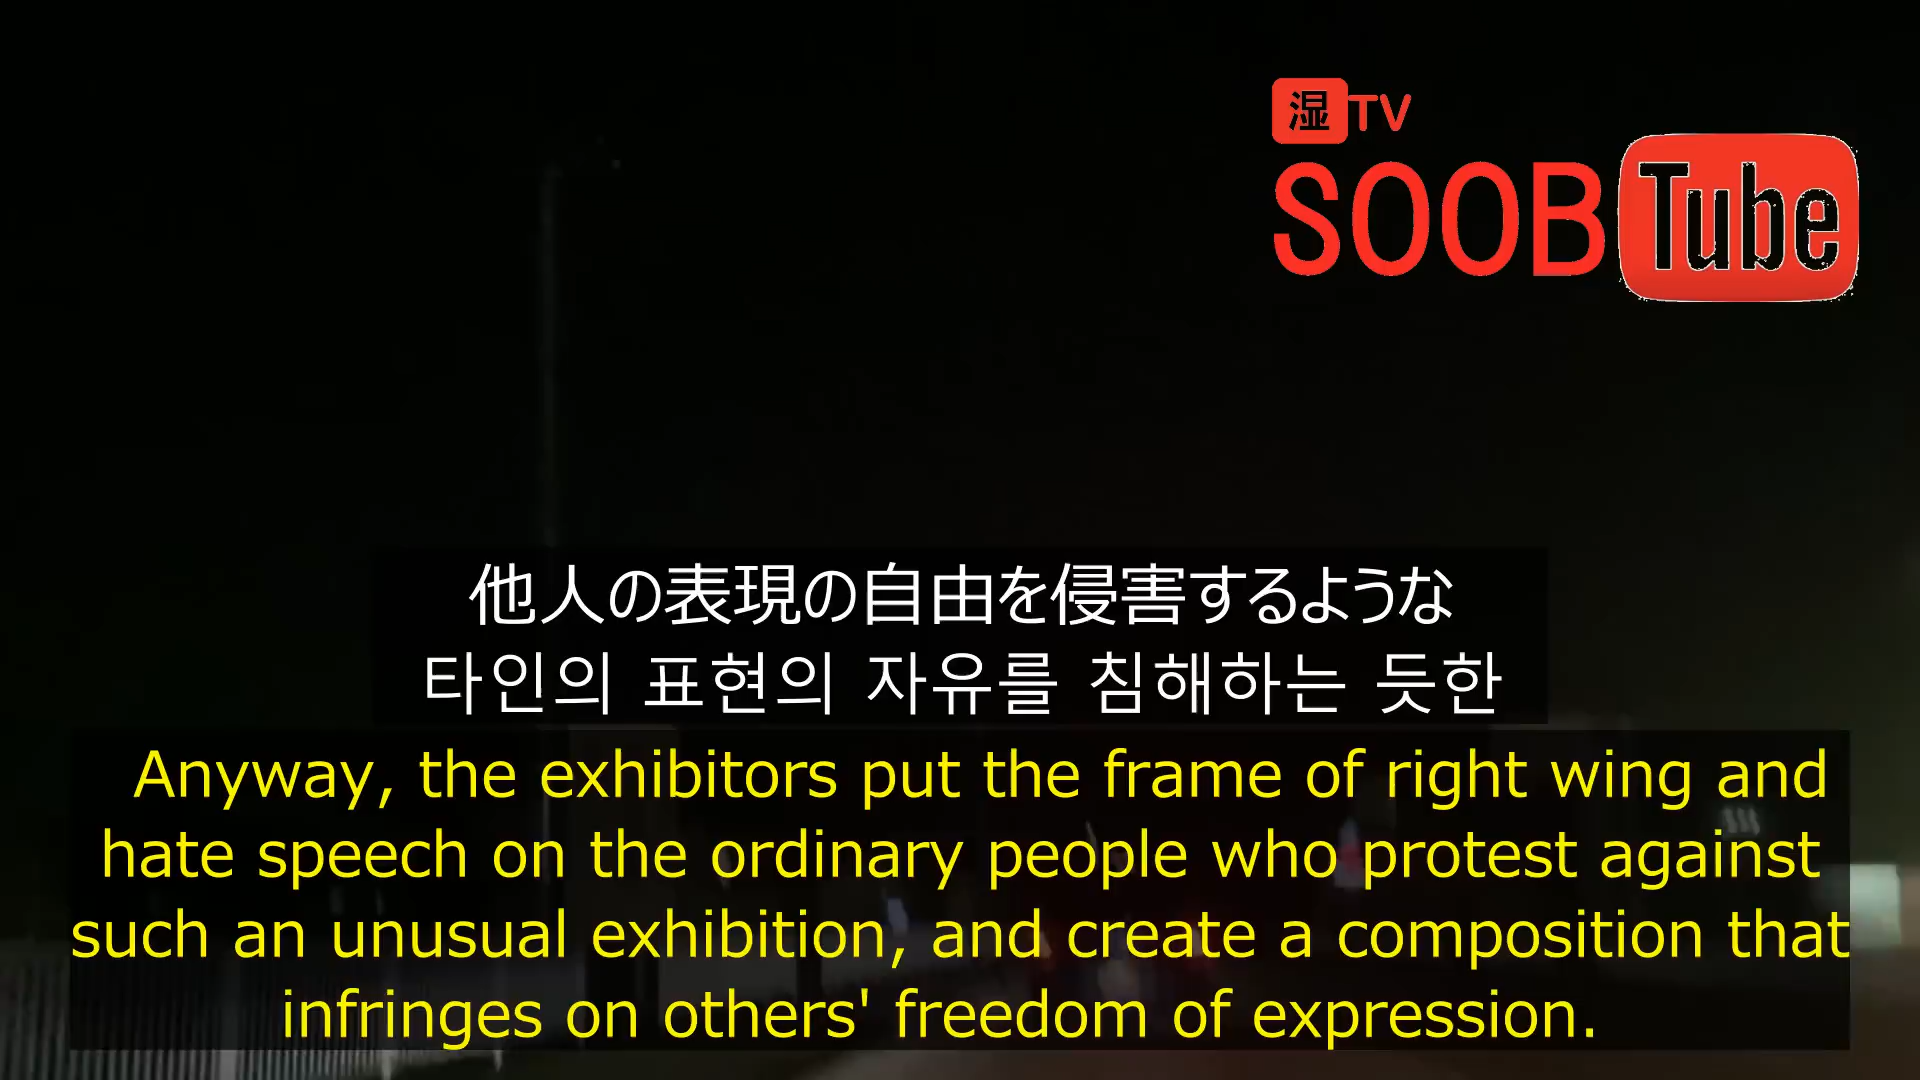 湿TV
SOOBTube
他人の表現の自由を侵害するような
타인의 표현의 자유를 침해하는 듯한
Anyway, the exhibitors put the frame of right wing and
hate speech on the ordinary people who protest against
such an unusual exhibition, and create a composition that
infringes on others' freedom of expression.